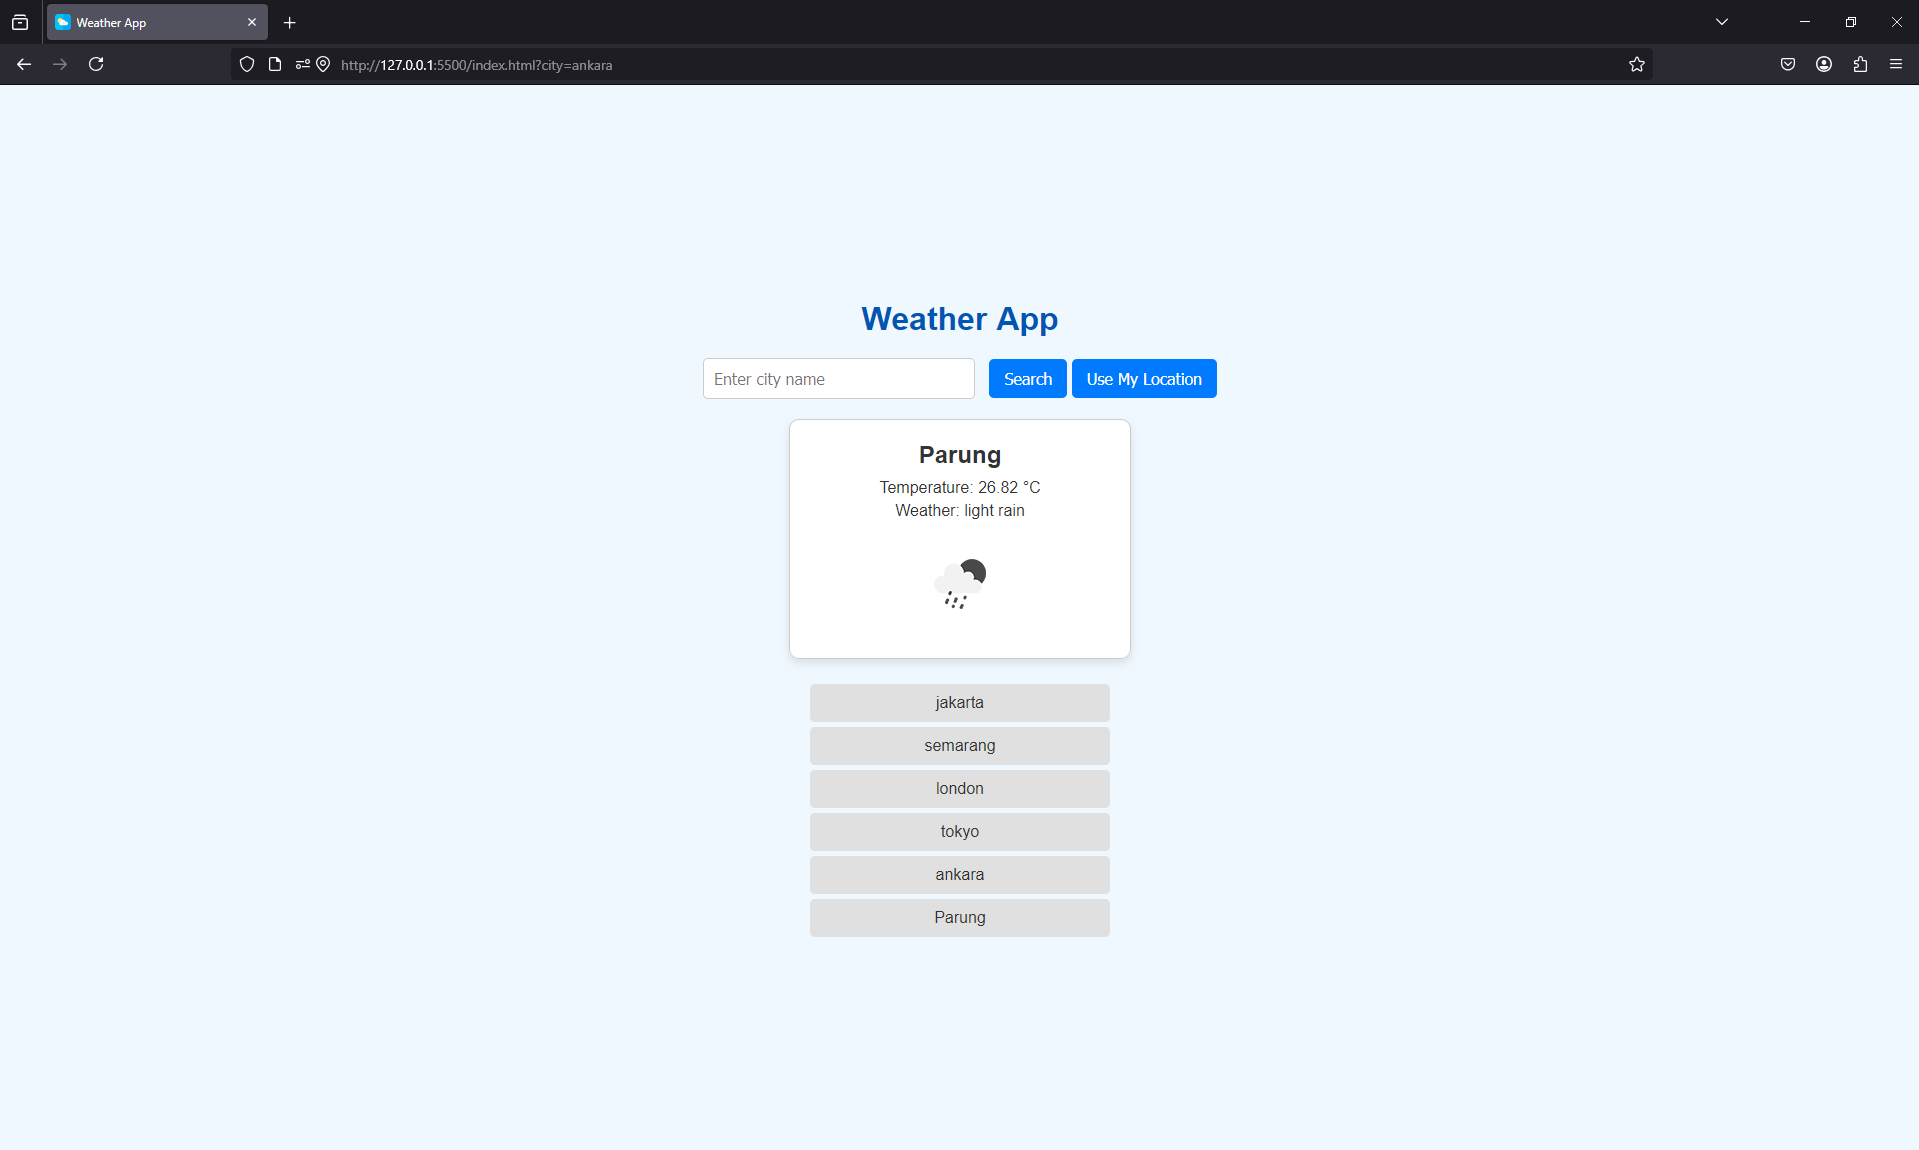 Weather App
http://127.0.0.1:5500/index.html?city=ankara
Weather App
Enter city name
Search
Use My Location
Parung
Temperature: 26.82 °C
Weather: light rain
jakarta
semarang
london
tokyo
ankara
Parung